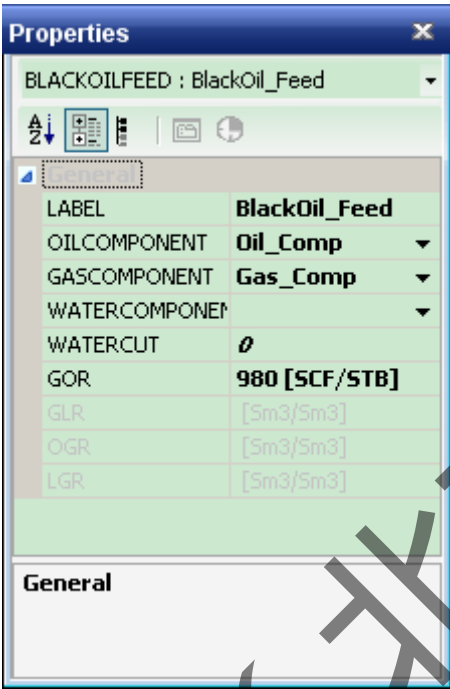 Properties
BLACKOILFEED : BlackOil_Feed
General
LABEL BlackOil_Feed
OILCOMPONENT Oil_Comp
GASCOMPONENT Gas_Comp
WATERCOMPONEN
WATERCUT 0
GOR 980 [SCF/STB]
GLR [Sm3/Sm3]
OGR [Sm3/Sm3]
LGR [Sm3/Sm3]
General